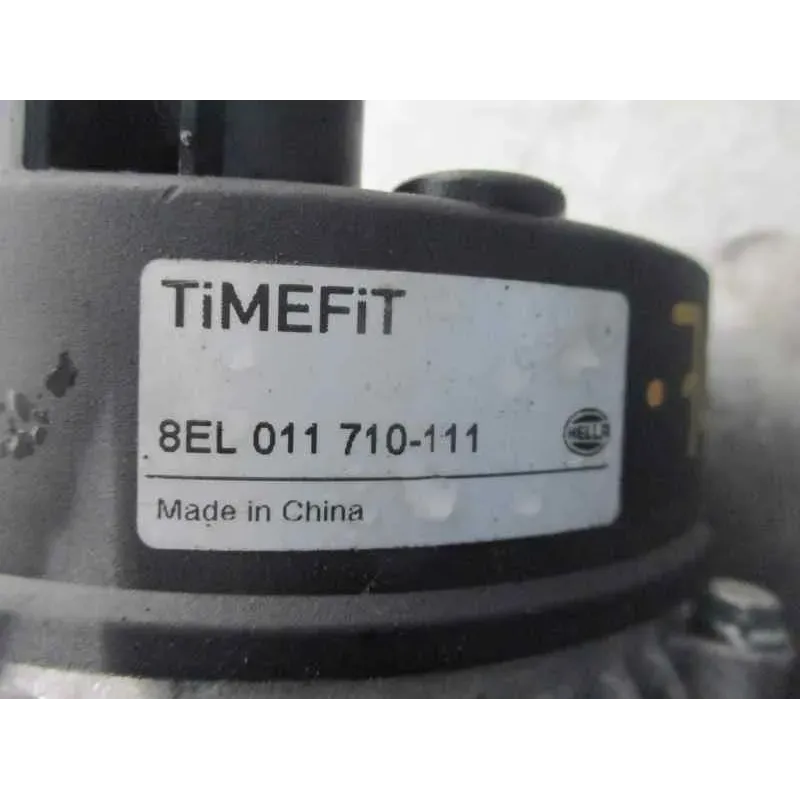 TiMEFiT
8EL 011 710-111
HELLA
Made in China